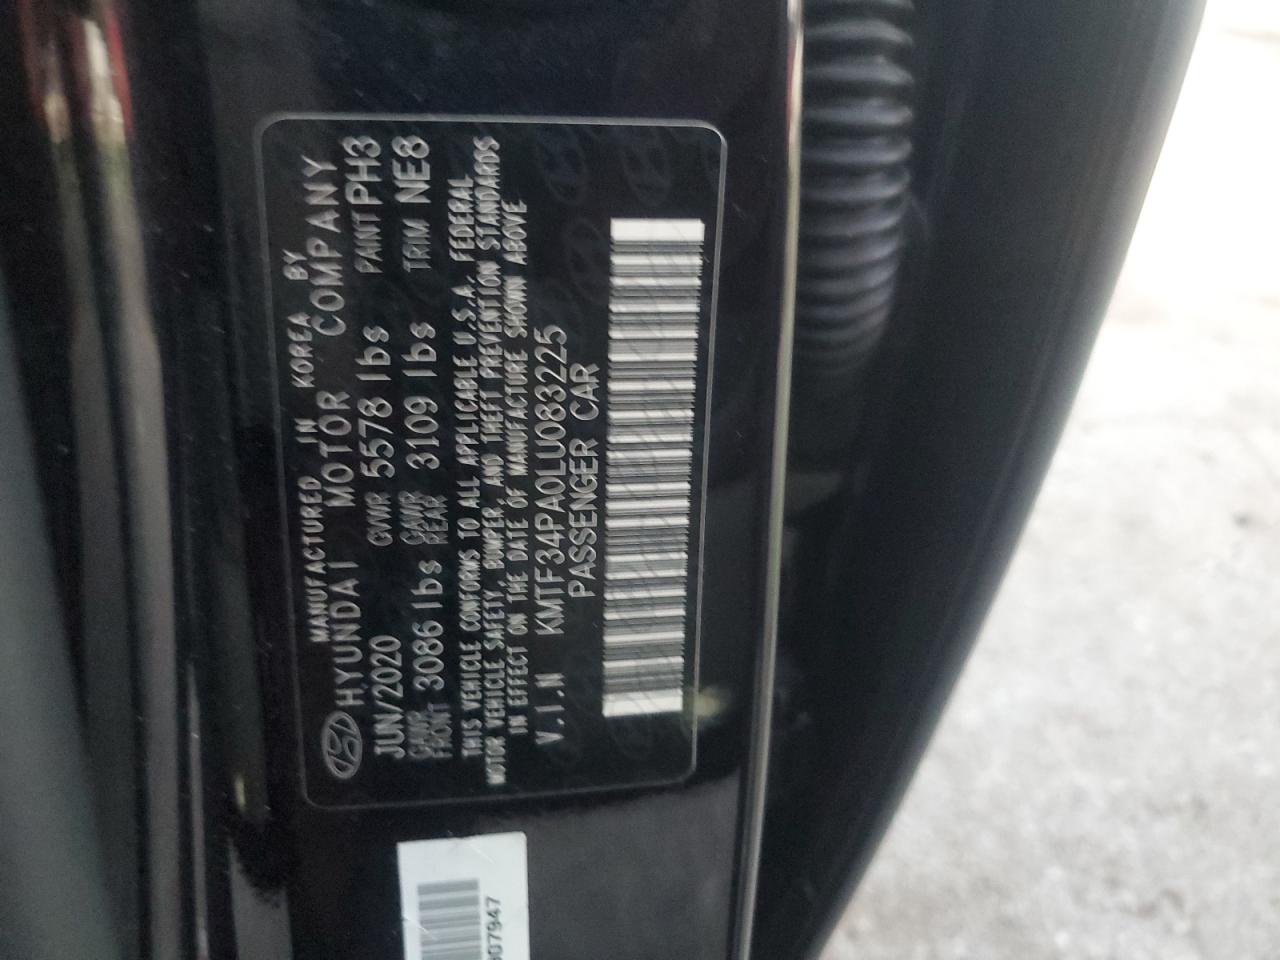 MANUFACTURED IN KOREA BY
HYUNDAI MOTOR COMPANY
JUN/2020 GVWR 5578 lbs PAINT PH3
GAWR FRONT 3086 lbs GAWR REAR 3109 lbs TRIM NE8
THIS VEHICLE CONFORMS TO ALL APPLICABLE U.S.A. FEDERAL
MOTOR VEHICLE SAFETY, BUMPER, AND THEFT PREVENTION STANDARDS
IN EFFECT ON THE DATE OF MANUFACTURE SHOWN ABOVE
V.I.N KMTF34PA0LU083225
PASSENGER CAR
07947